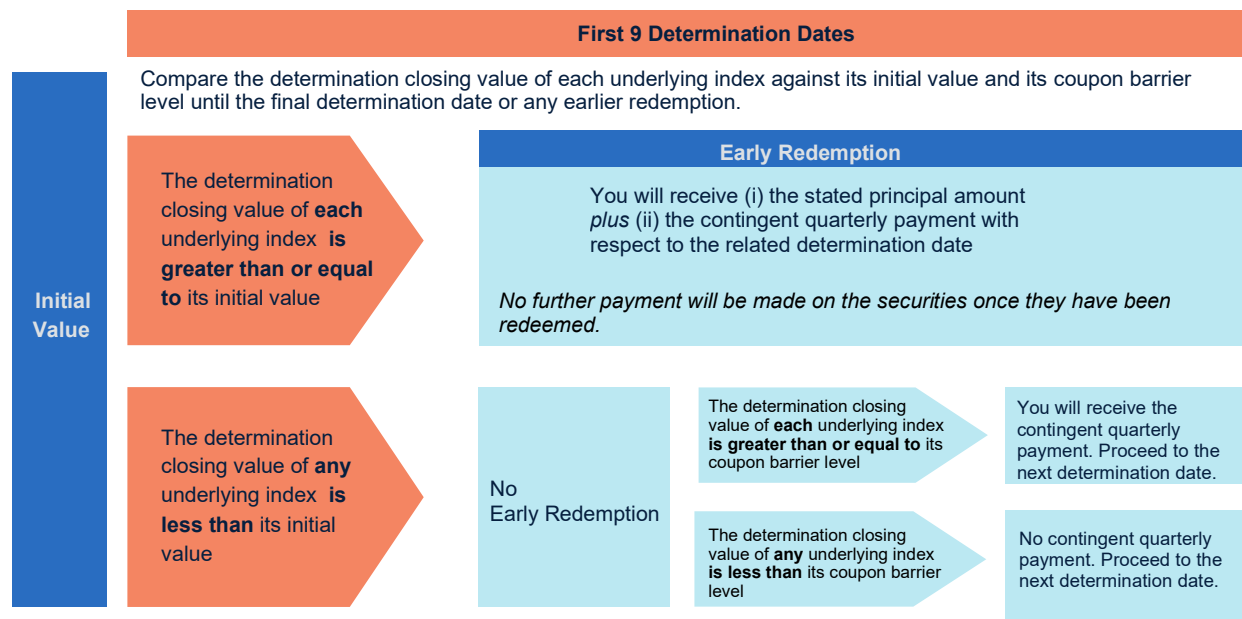 First 9 Determination Dates
Compare the determination closing value of each underlying index against its initial value and its coupon barrier
level until the final determination date or any earlier redemption.
Initial
Value
The determination
closing value of each
underlying index is
greater than or equal
to its initial value
Early Redemption
You will receive (i) the stated principal amount
plus (ii) the contingent quarterly payment with
respect to the related determination date
No further payment will be made on the securities once they have been
redeemed.
The determination
closing value of any
underlying index is
less than its initial
value
No
Early Redemption
The determination closing
value of each underlying index
is greater than or equal to its
coupon barrier level
You will receive the
contingent quarterly
payment. Proceed to the
next determination date.
The determination closing
value of any underlying index
is less than its coupon barrier
level
No contingent quarterly
payment. Proceed to the
next determination date.